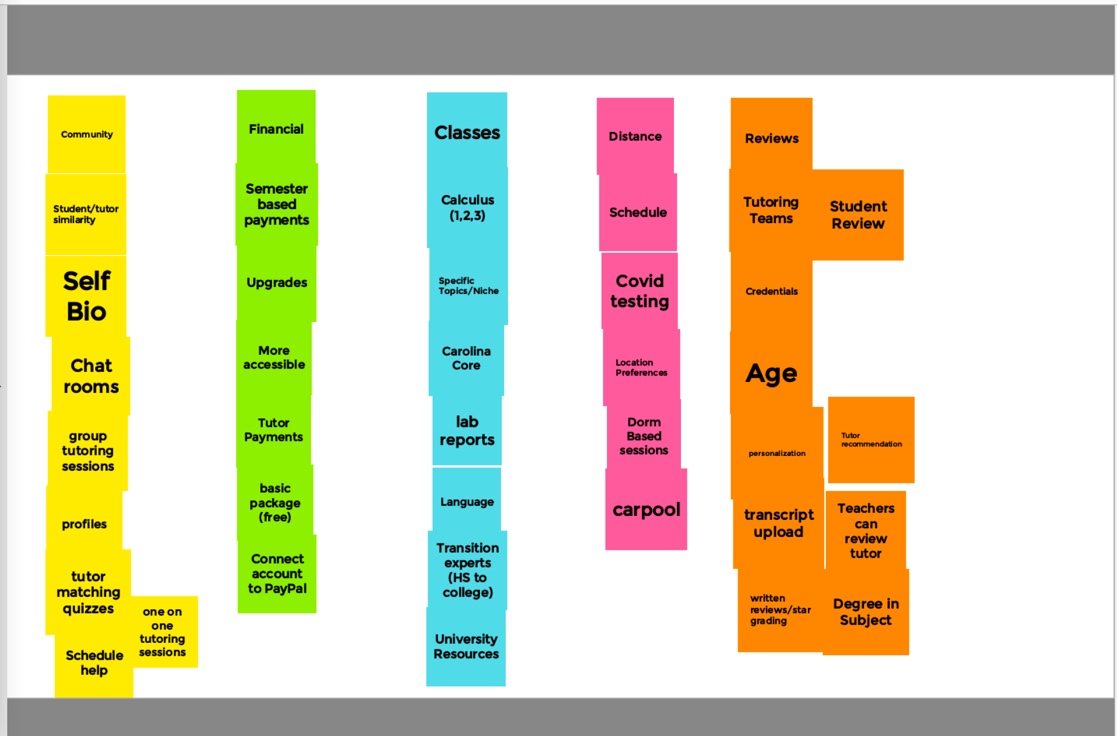 Community
Student/tutor
similarity
Self
Bio
Chat
rooms
group
tutoring
sessions
profiles
tutor
matching
quizzes
one on
one
tutoring
sessions
Schedule
help
Financial
Semester
based
payments
Upgrades
More
accessible
Tutor
Payments
basic
package
(free)
Connect
account
to PayPal
Classes
Calculus
(1,2,3)
Specific
Topics/Niche
Carolina
Core
lab
reports
Language
Transition
experts
(HS to
college)
University
Resources
Distance
Schedule
Covid
testing
Location
Preferences
Dorm
Based
sessions
carpool
Reviews
Tutoring
Teams
Student
Review
Credentials
Age
personalization
Tutor
recommendation
transcript
upload
Teachers
can
review
tutor
written
reviews/star
grading
Degree in
Subject